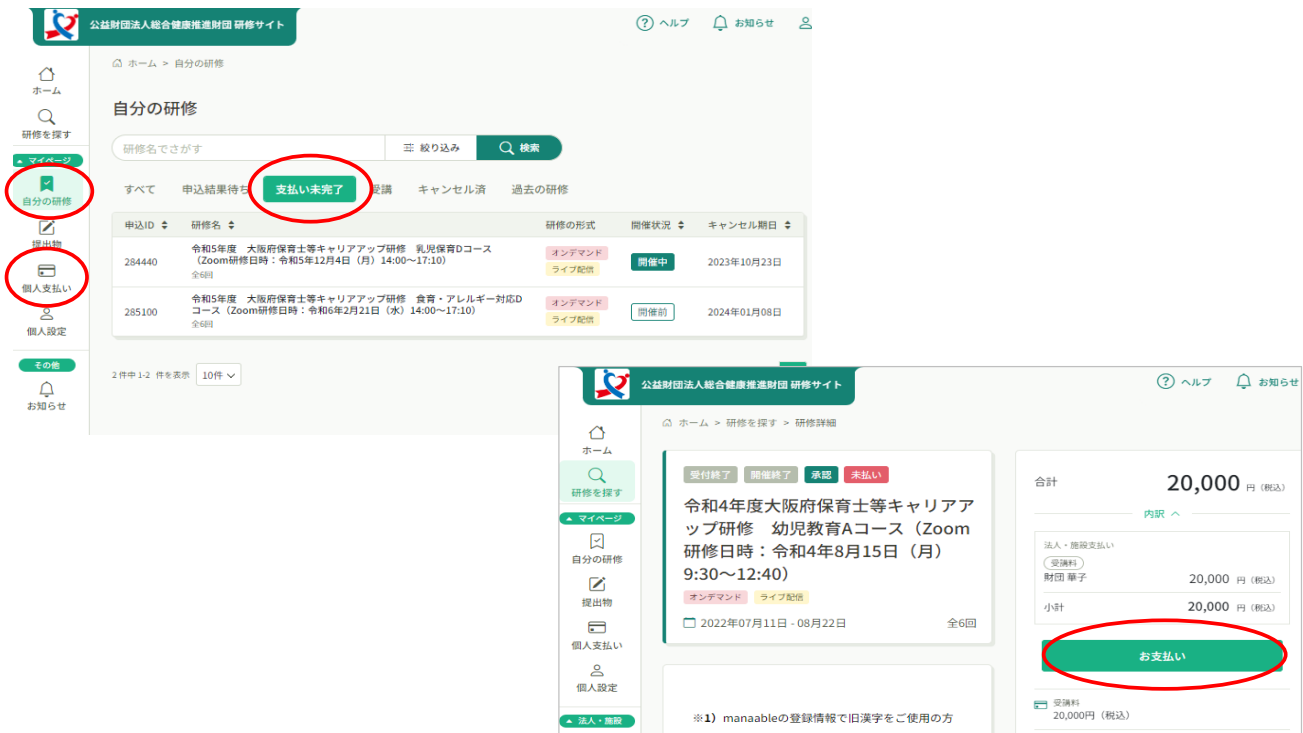 公益財団法人総合健康推進財団 研修サイト
ヘルプ
お知らせ
ホーム
研修を探す
マイページ
自分の研修
提出物
個人支払い
個人設定
その他
お知らせ
ホーム > 自分の研修
自分の研修
研修名でさがす
絞り込み
検索
すべて 申込結果待ち 支払い未完了 受講 キャンセル済 過去の研修
申込ID 研修名 研修の形式 開催状況 キャンセル期日
284440
令和5年度 大阪府保育士等キャリアアップ研修 乳児保育Dコース
(Zoom研修日時:令和5年12月4日(月)14:00~17:10)
全6回
オンデマンド
ライブ配信
開催中
2023年10月23日
285100
令和5年度 大阪府保育士等キャリアアップ研修 食育・アレルギー対応D
コース(Zoom研修日時:令和6年2月21日(水)14:00~17:10)
全6回
オンデマンド
ライブ配信
開催前
2024年01月08日
2件中 1-2 件を表示 10件
公益財団法人総合健康推進財団 研修サイト
ヘルプ
お知らせ
ホーム
研修を探す
マイページ
自分の研修
提出物
個人支払い
個人設定
法人・施設
ホーム > 研修を探す > 研修詳細
受付終了 開催終了 承認 未払い
令和4年度大阪府保育士等キャリアア
ップ研修 幼児教育Aコース(Zoom
研修日時:令和4年8月15日(月)
9:30~12:40)
オンデマンド ライブ配信
2022年07月11日 - 08月22日 全6回
※1)manaableの登録情報で旧漢字をご使用の方
合計 20,000 円(税込)
内訳
法人・施設支払い
受講料
財団 華子 20,000 円(税込)
小計 20,000 円(税込)
お支払い
受講料
20,000円(税込)